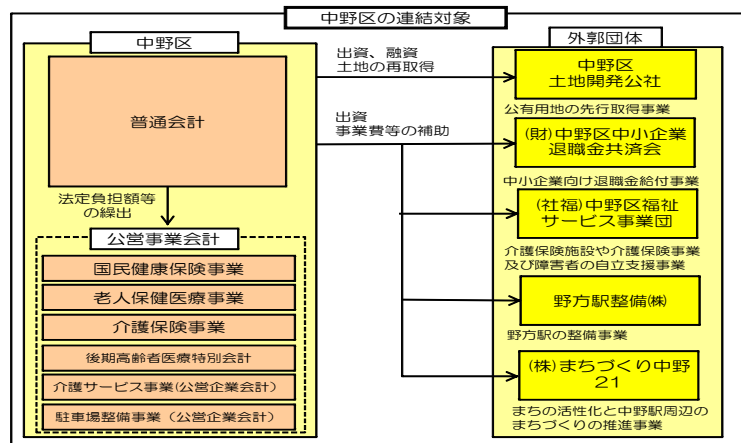 中野区の連結対象
中野区
普通会計
法定負担額等
の繰出
公営事業会計
国民健康保険事業
老人保健医療事業
介護保険事業
後期高齢者医療特別会計
介護サービス事業(公営企業会計)
駐車場整備事業（公営企業会計）
出資、融資
土地の再取得
出資
事業費等の補助
外郭団体
中野区
土地開発公社
公有用地の先行取得事業
(財)中野区中小企業
退職金共済会
中小企業向け退職金給付事業
(社福)中野区福祉
サービス事業団
介護保険施設や介護保険事業
及び障害者の自立支援事業
野方駅整備㈱
野方駅の整備事業
(株)まちづくり中野
21
まちの活性化と中野駅周辺の
まちづくりの推進事業